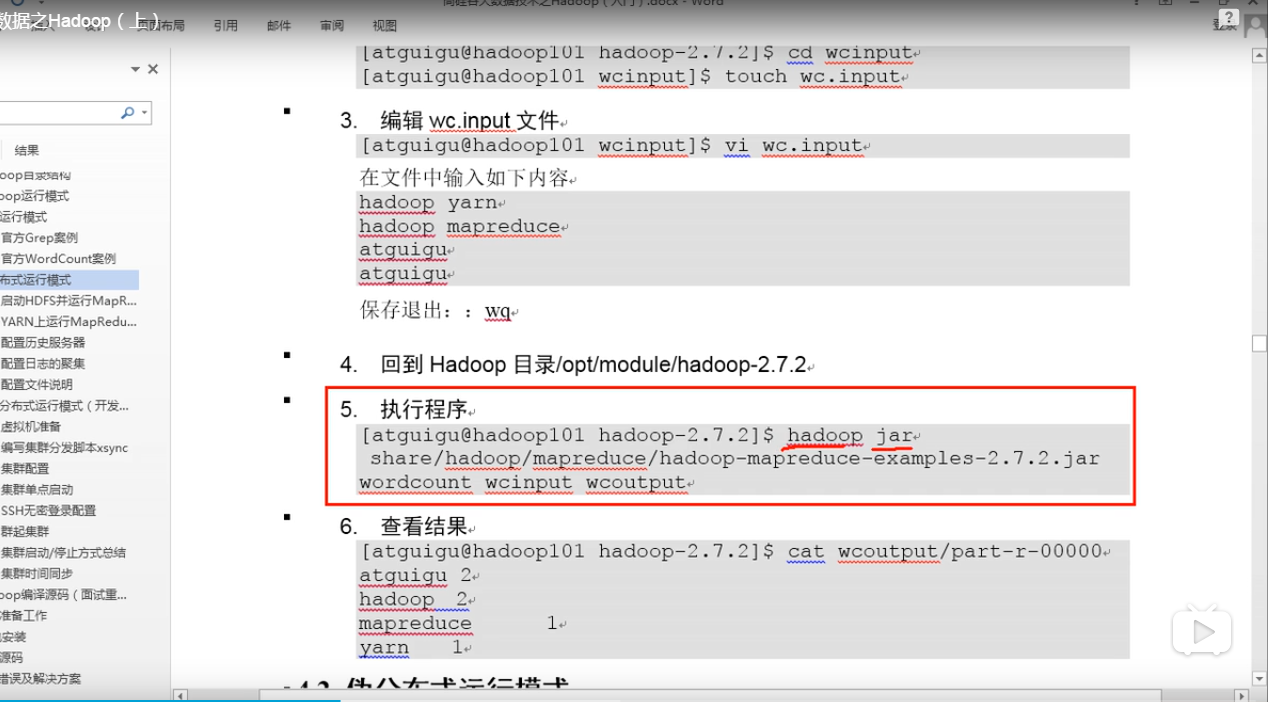 数据之Hadoop（上）
引用 邮件 审阅 视图
[atguigu@hadoop101 hadoop-2.7.2]$ cd wcinput
[atguigu@hadoop101 wcinput]$ touch wc.input
3. 编辑 wc.input 文件
[atguigu@hadoop101 wcinput]$ vi wc.input
在文件中输入如下内容
hadoop yarn
hadoop mapreduce
atguigu
atguigu
保存退出：：wq
4. 回到 Hadoop 目录/opt/module/hadoop-2.7.2
5. 执行程序
[atguigu@hadoop101 hadoop-2.7.2]$ hadoop jar
share/hadoop/mapreduce/hadoop-mapreduce-examples-2.7.2.jar
wordcount wcinput wcoutput
6. 查看结果
[atguigu@hadoop101 hadoop-2.7.2]$ cat wcoutput/part-r-00000
atguigu 2
hadoop 2
mapreduce 1
yarn 1
结果
oop目录结构
oop运行模式
运行模式
官方Grep案例
官方WordCount案例
布式运行模式
启动HDFS并运行MapR...
YARN上运行MapRedu...
配置历史服务器
配置日志的聚集
配置文件说明
分布式运行模式（开发...
虚拟机准备
编写集群分发脚本xsync
集群配置
集群单点启动
SSH无密登录配置
群起集群
集群启动/停止方式总结
集群时间同步
oop编译源码（面试重...
准备工作
安装
源码
错误及解决方案